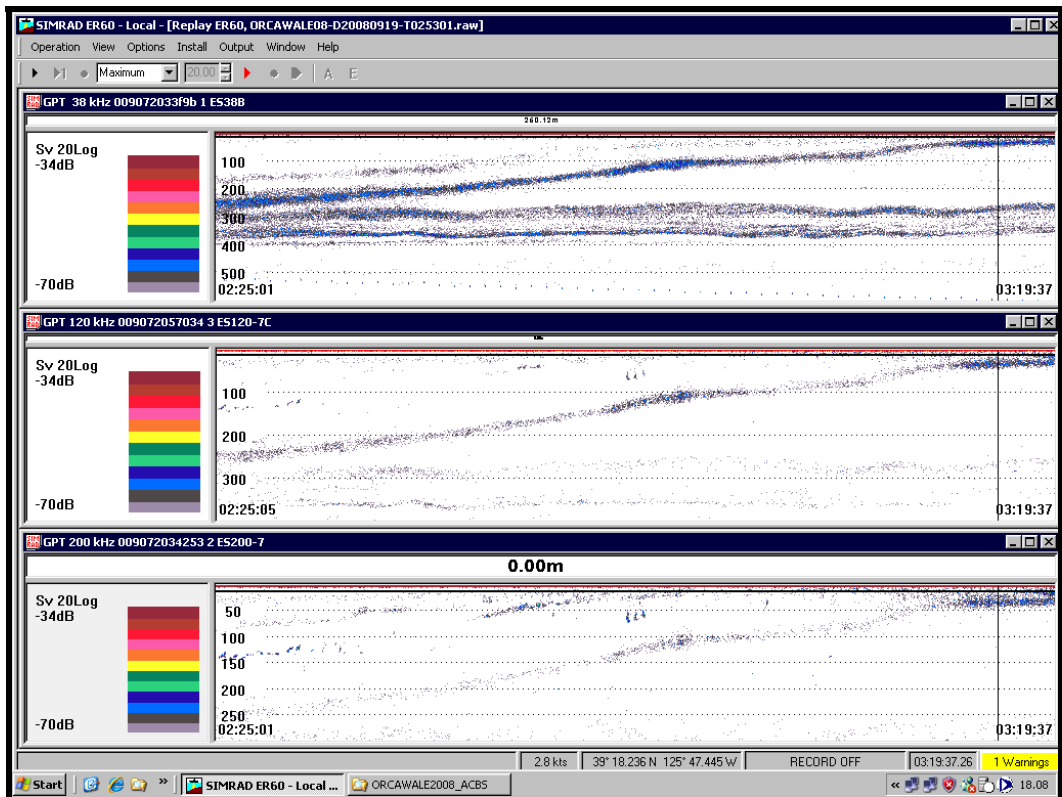 SIMRAD ER60 - Local - [Replay ER60, ORCAWALE08-D20080919-T025301.raw]
Operation View Options Install Output Window Help
Maximum 20.00 A E
GPT 38 kHz 009072033f9b 1 ES38B
260.12m
Sv 20Log
-34dB
-70dB
100
200
300
400
500
02:25:01 03:19:37
GPT 120 kHz 009072057034 3 ES120-7C
Sv 20Log
-34dB
-70dB
100
200
300
02:25:05 03:19:37
GPT 200 kHz 009072034253 2 ES200-7
0.00m
Sv 20Log
-34dB
-70dB
50
100
150
200
250
02:25:01 03:19:37
2.8 kts 39° 18.236 N 125° 47.445 W RECORD OFF 03:19:37.26 1 Warnings
Start » SIMRAD ER60 - Local ... ORCAWALE2008_ACBS « 18.08